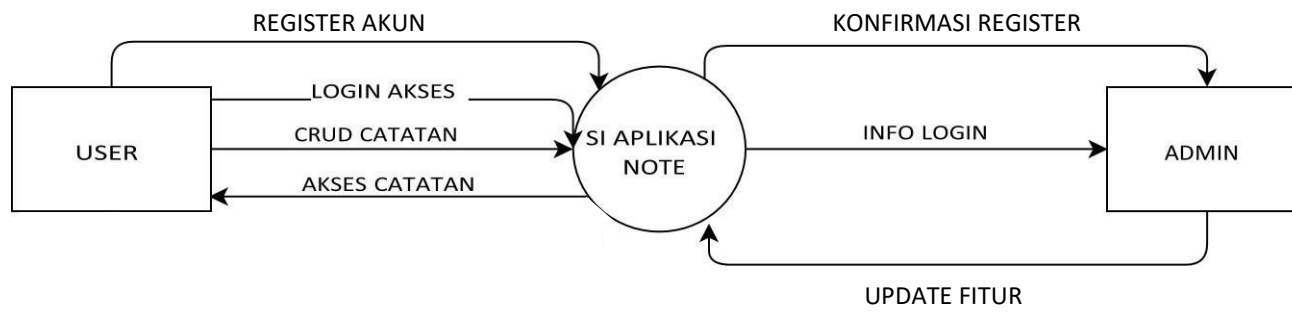 REGISTER AKUN
KONFIRMASI REGISTER
LOGIN AKSES
CRUD CATATAN
AKSES CATATAN
USER
SI APLIKASI
NOTE
INFO LOGIN
ADMIN
UPDATE FITUR